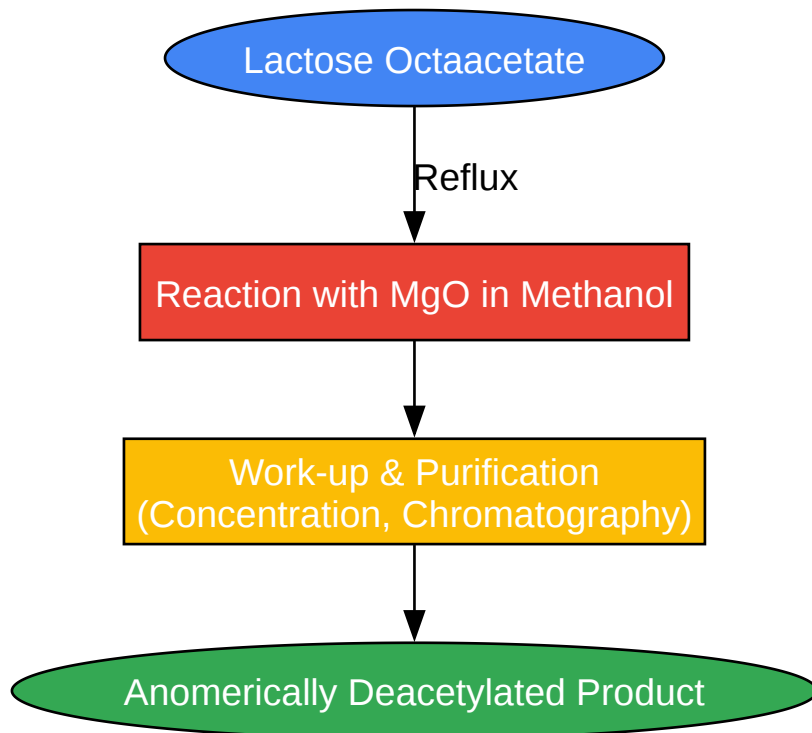 Lactose Octaacetate
Reflux
Reaction with MgO in Methanol
Work-up & Purification
(Concentration, Chromatography)
Anomerically Deacetylated Product